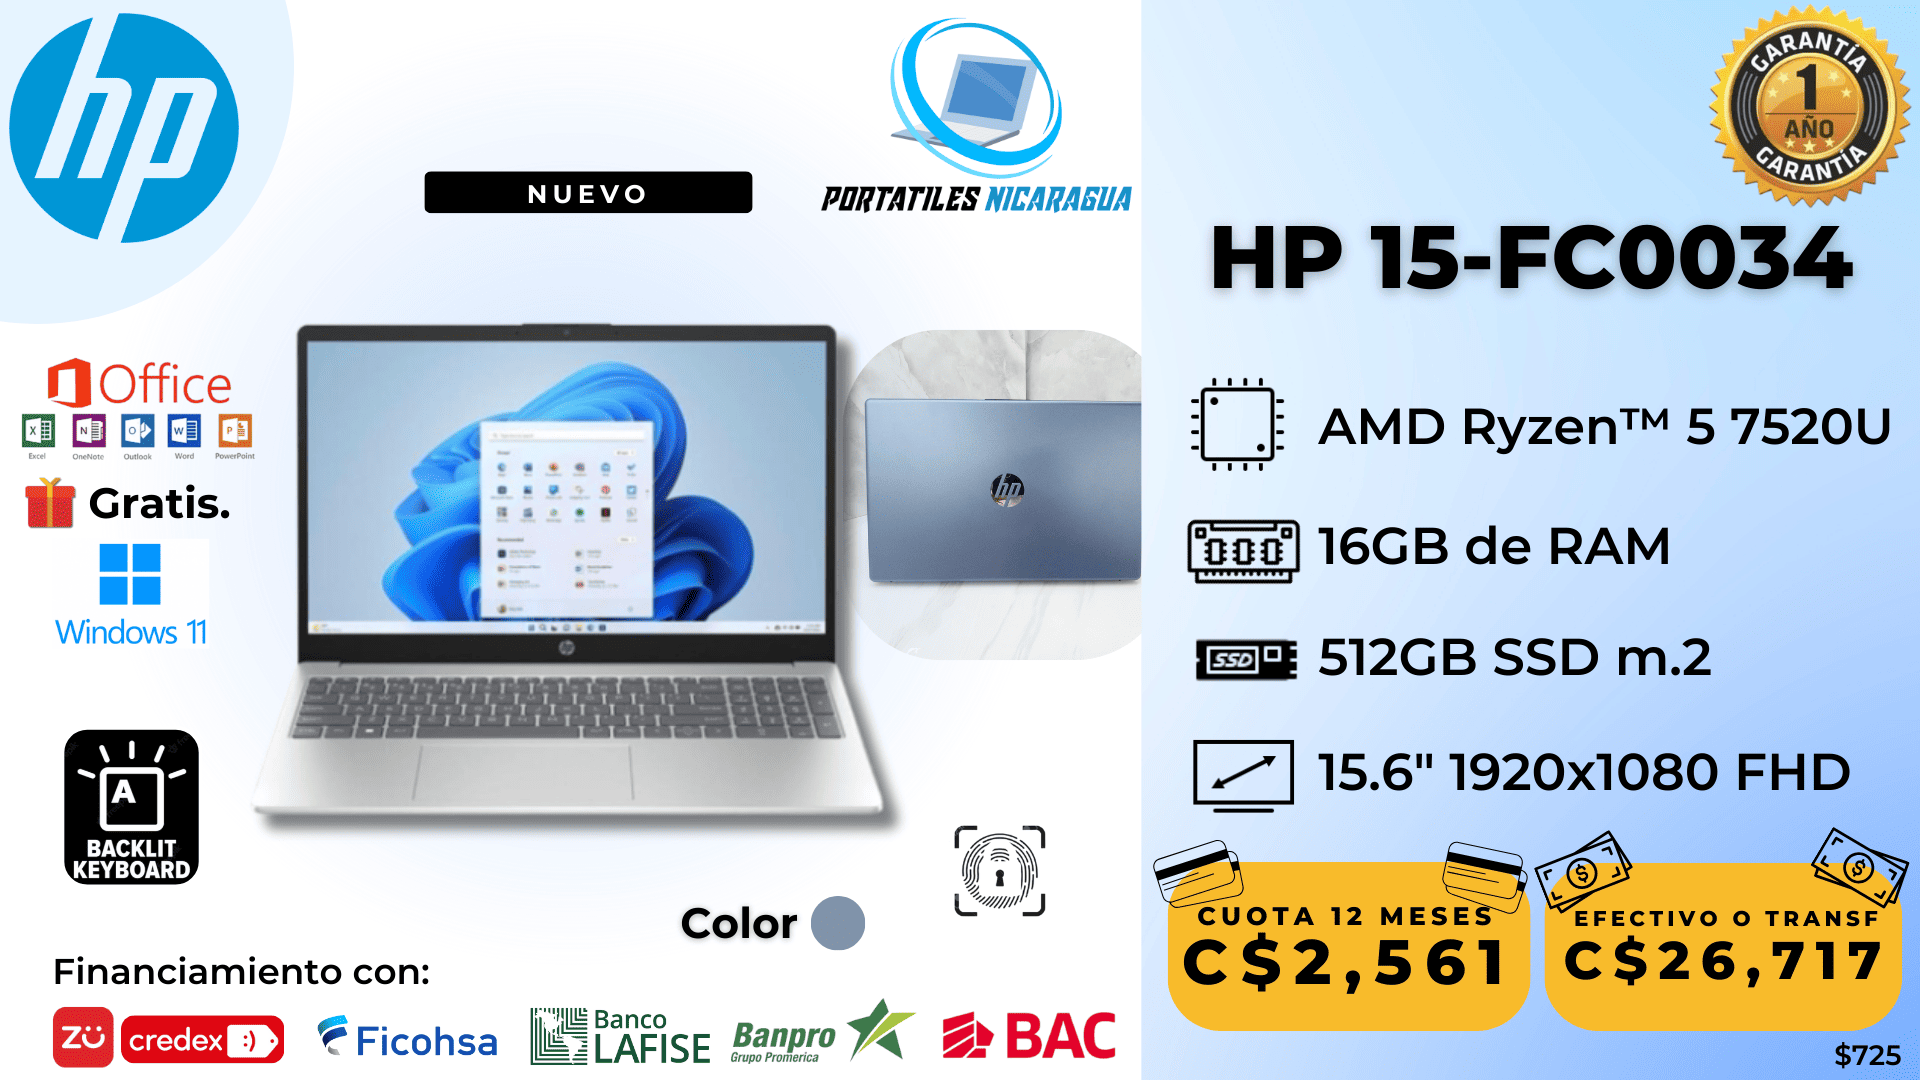 hp
NUEVO
PORTATILES NICARAGUA
GARANTÍA
1
AÑO
GARANTÍA
HP 15-FC0034
Office
Excel OneNote Outlook Word PowerPoint
Gratis.
Windows 11
hp
AMD Ryzen™ 5 7520U
16GB de RAM
SSD
512GB SSD m.2
15.6" 1920x1080 FHD
A
BACKLIT
KEYBOARD
Color
Financiamiento con:
ZU
credex :)
Ficohsa
Banco
LAFISE
Banpro
Grupo Promerica
BAC
CUOTA 12 MESES
C$2,561
EFECTIVO O TRANSF
C$26,717
$725